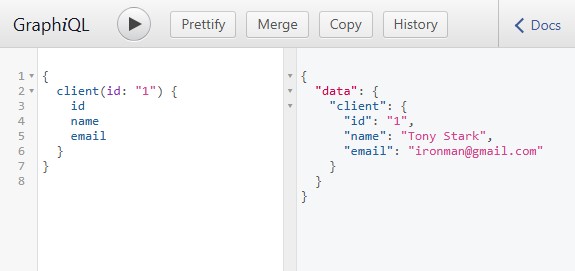 GraphiQL Prettify Merge Copy History Docs
1 {
2 client(id: "1") {
3 id
4 name
5 email
6 }
7 }
8
{
"data": {
"client": {
"id": "1",
"name": "Tony Stark",
"email": "ironman@gmail.com"
}
}
}